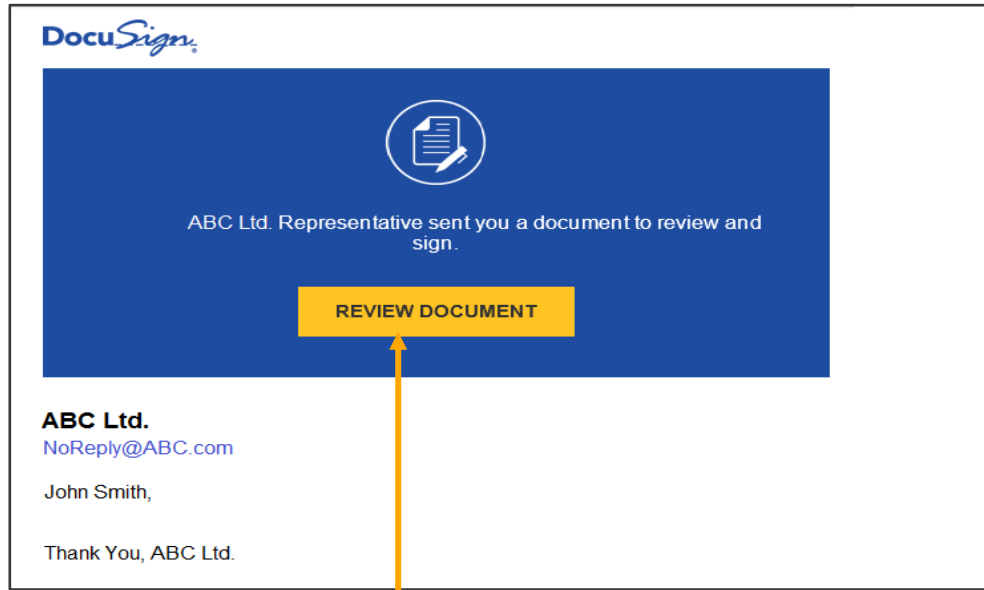 DocuSign
ABC Ltd. Representative sent you a document to review and
sign.
REVIEW DOCUMENT
ABC Ltd.
NoReply@ABC.com
John Smith,
Thank You, ABC Ltd.